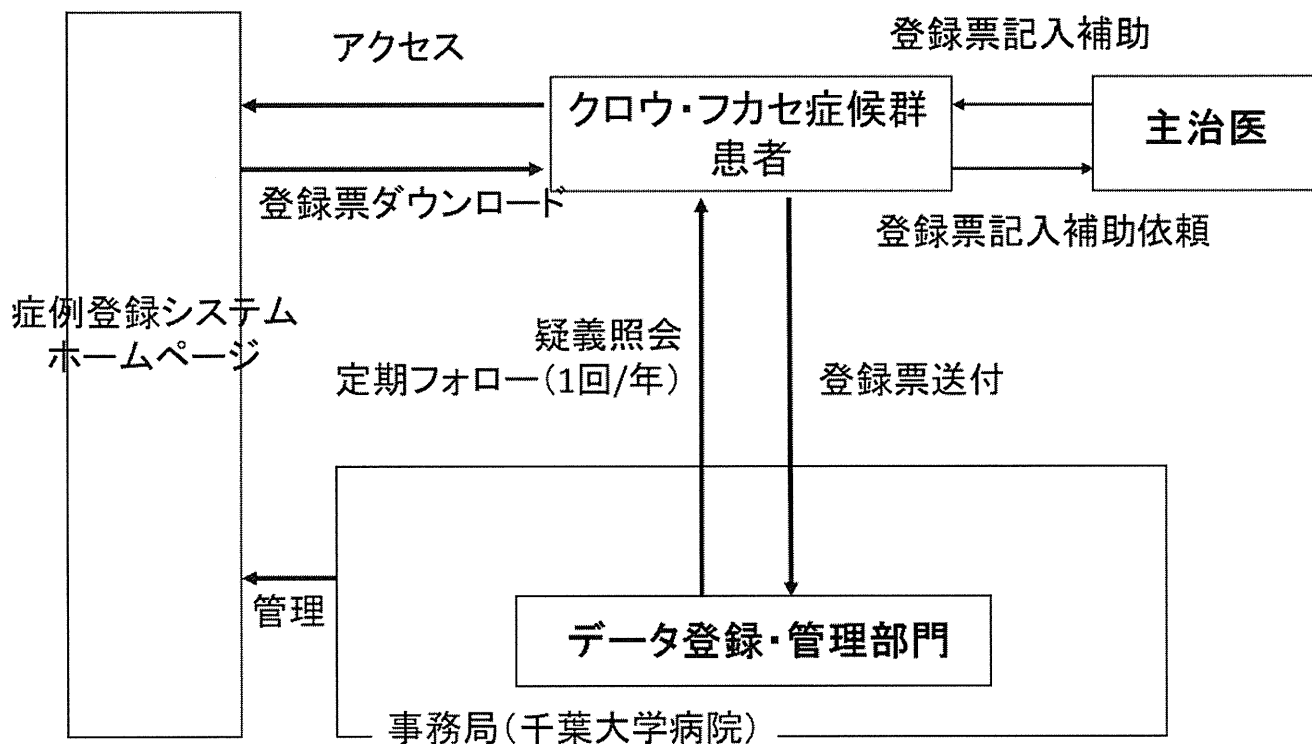 アクセス
登録票記入補助
クロウ・フカセ症候群
患者
主治医
登録票ダウンロード
登録票記入補助依頼
症例登録システム
ホームページ
疑義照会
定期フォロー(1回/年)
登録票送付
管理
データ登録・管理部門
事務局(千葉大学病院)